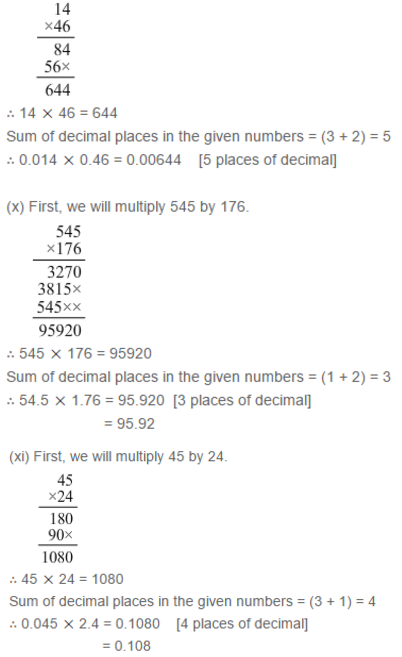 14
×46
84
56×
644
∴ 14 × 46 = 644
Sum of decimal places in the given numbers = (3 + 2) = 5
∴ 0.014 × 0.46 = 0.00644 [5 places of decimal]
(x) First, we will multiply 545 by 176.
545
×176
3270
3815×
545××
95920
∴ 545 × 176 = 95920
Sum of decimal places in the given numbers = (1 + 2) = 3
∴ 54.5 × 1.76 = 95.920 [3 places of decimal]
= 95.92
(xi) First, we will multiply 45 by 24.
45
×24
180
90×
1080
∴ 45 × 24 = 1080
Sum of decimal places in the given numbers = (3 + 1) = 4
∴ 0.045 × 2.4 = 0.1080 [4 places of decimal]
= 0.108